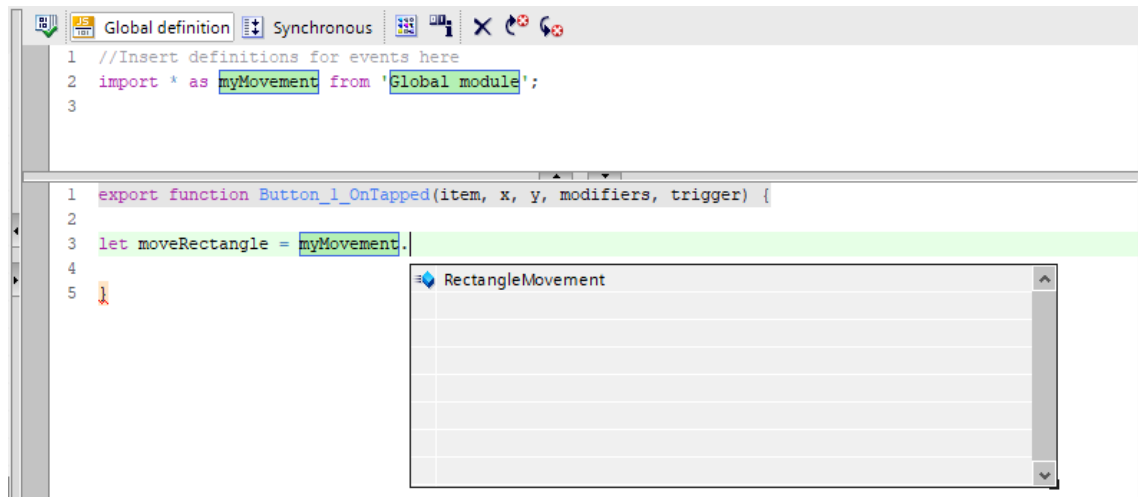 Global definition Synchronous
1 //Insert definitions for events here
2 import * as myMovement from 'Global module';
3
1 export function Button_1_OnTapped(item, x, y, modifiers, trigger) {
2
3 let moveRectangle = myMovement.
4
RectangleMovement
5 }